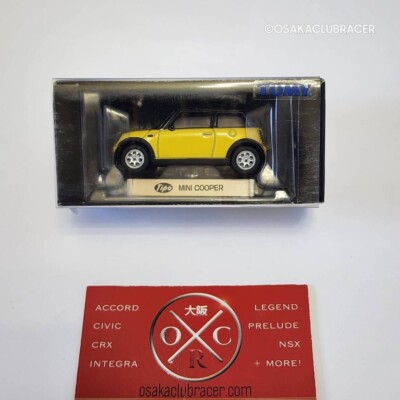 ©OSAKACLUBRACER
TOMY
Tipo MINI COOPER
ACCORD
CIVIC
CRX
INTEGRA
大阪
O C
R
LEGEND
PRELUDE
NSX
+ MORE!
osakaclubracer.com